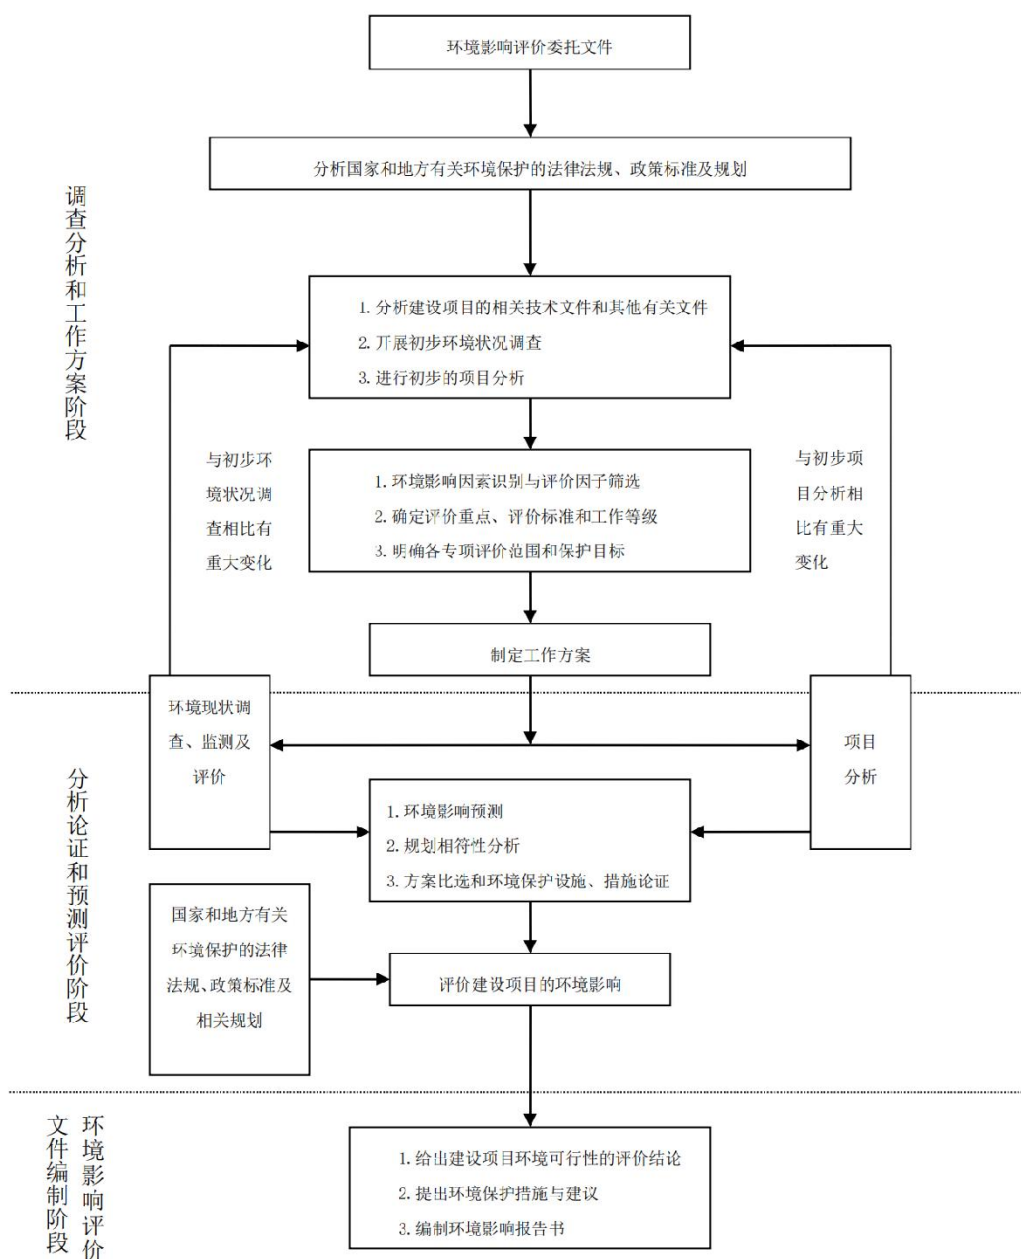 环境影响评价委托文件
分析国家和地方有关环境保护的法律法规、政策标准及规划
调查分析和工作方案阶段
1. 分析建设项目的相关技术文件和其他有关文件
2. 开展初步环境状况调查
3. 进行初步的项目分析
与初步环
境状况调
查相比有
重大变化
1. 环境影响因素识别与评价因子筛选
2. 确定评价重点、评价标准和工作等级
3. 明确各专项评价范围和保护目标
与初步项
目分析相
比有重大
变化
制定工作方案
环境现状调
查、监测及
评价
项目
分析
分析论证和预测评价阶段
1. 环境影响预测
2. 规划相符性分析
3. 方案比选和环境保护设施、措施论证
国家和地方有关
环境保护的法律
法规、政策标准及
相关规划
评价建设项目的环境影响
环境影响评价
文件编制阶段
1. 给出建设项目环境可行性的评价结论
2. 提出环境保护措施与建议
3. 编制环境影响报告书